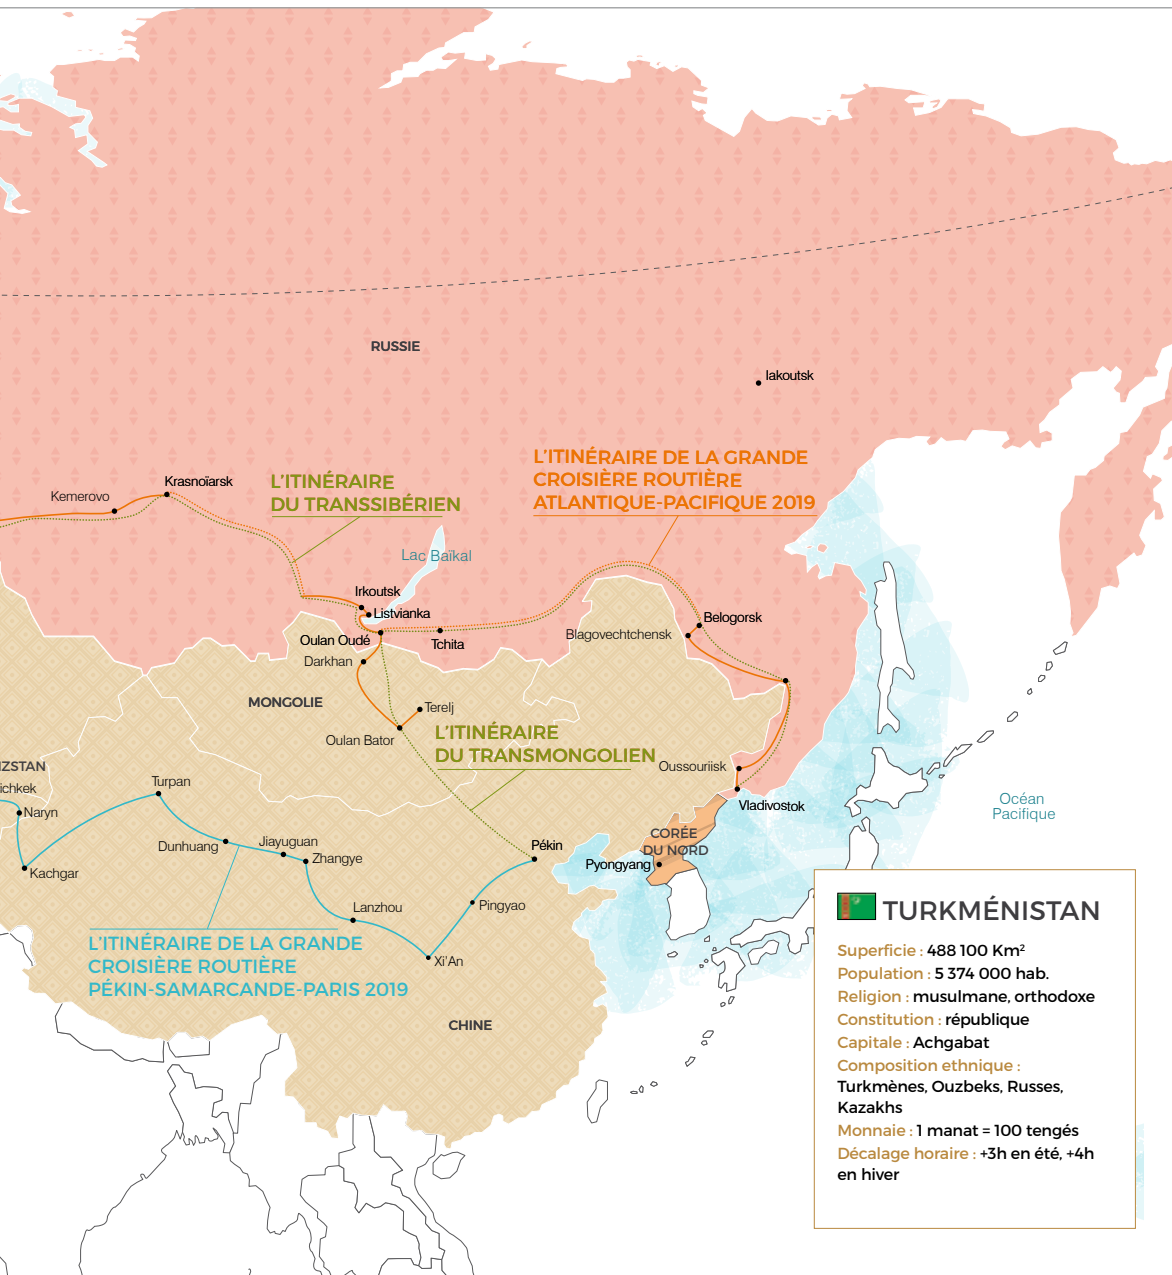 RUSSIE
Iakoutsk
L'ITINÉRAIRE DE LA GRANDE
CROISIÈRE ROUTIÈRE
ATLANTIQUE-PACIFIQUE 2019
L'ITINÉRAIRE
DU TRANSSIBÉRIEN
Krasnoïarsk
Kemerovo
Lac Baïkal
Irkoutsk
Listvianka
Oulan Oudé
Tchita
Belogorsk
Blagovechtchensk
Darkhan
MONGOLIE
Terelj
Oulan Bator
L'ITINÉRAIRE
DU TRANSMONGOLIEN
Oussouriisk
Vladivostok
IZSTAN
ichkek
Naryn
Turpan
Kachgar
Dunhuang
Jiayuguan
Zhangye
Pékin
CORÉE
DU NORD
Pyongyang
Océan
Pacifique
Lanzhou
Pingyao
Xi'An
L'ITINÉRAIRE DE LA GRANDE
CROISIÈRE ROUTIÈRE
PÉKIN-SAMARCANDE-PARIS 2019
CHINE
TURKMÉNISTAN
Superficie : 488 100 Km²
Population : 5 374 000 hab.
Religion : musulmane, orthodoxe
Constitution : république
Capitale : Achgabat
Composition ethnique :
Turkmènes, Ouzbeks, Russes,
Kazakhs
Monnaie : 1 manat = 100 tengés
Décalage horaire : +3h en été, +4h
en hiver